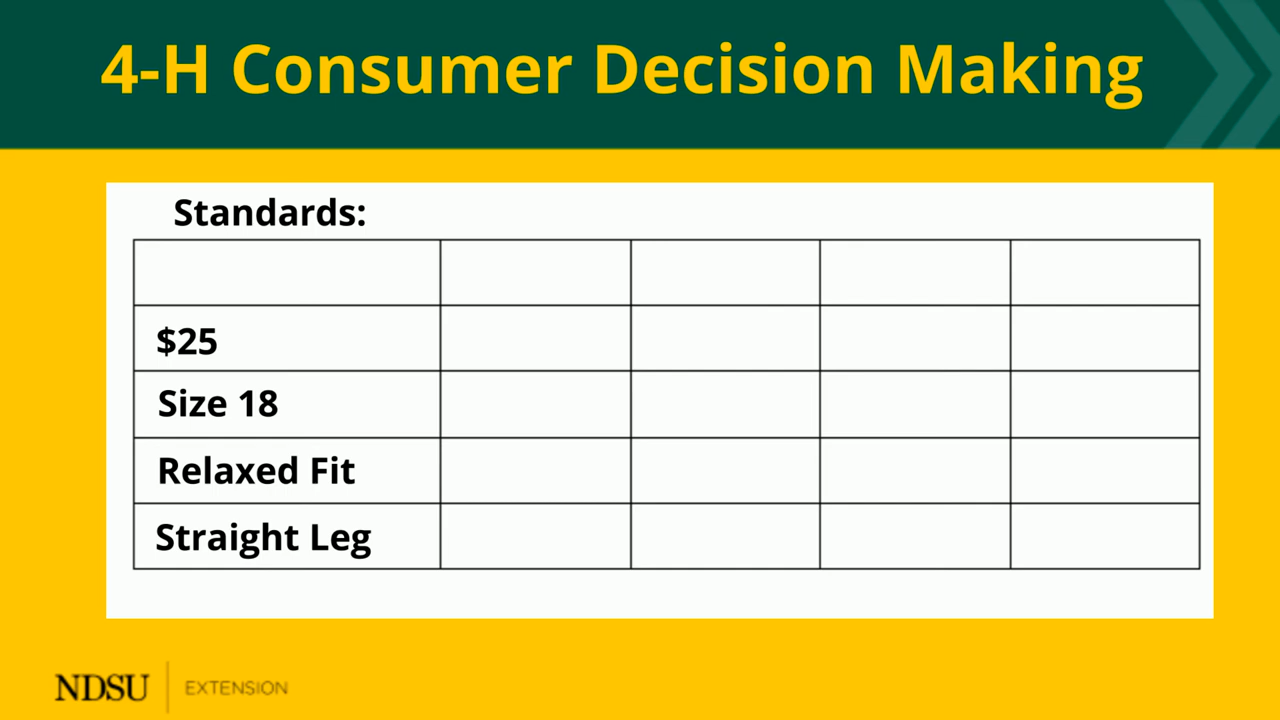 4-H Consumer Decision Making
Standards:
$25
Size 18
Relaxed Fit
Straight Leg
NDSU EXTENSION